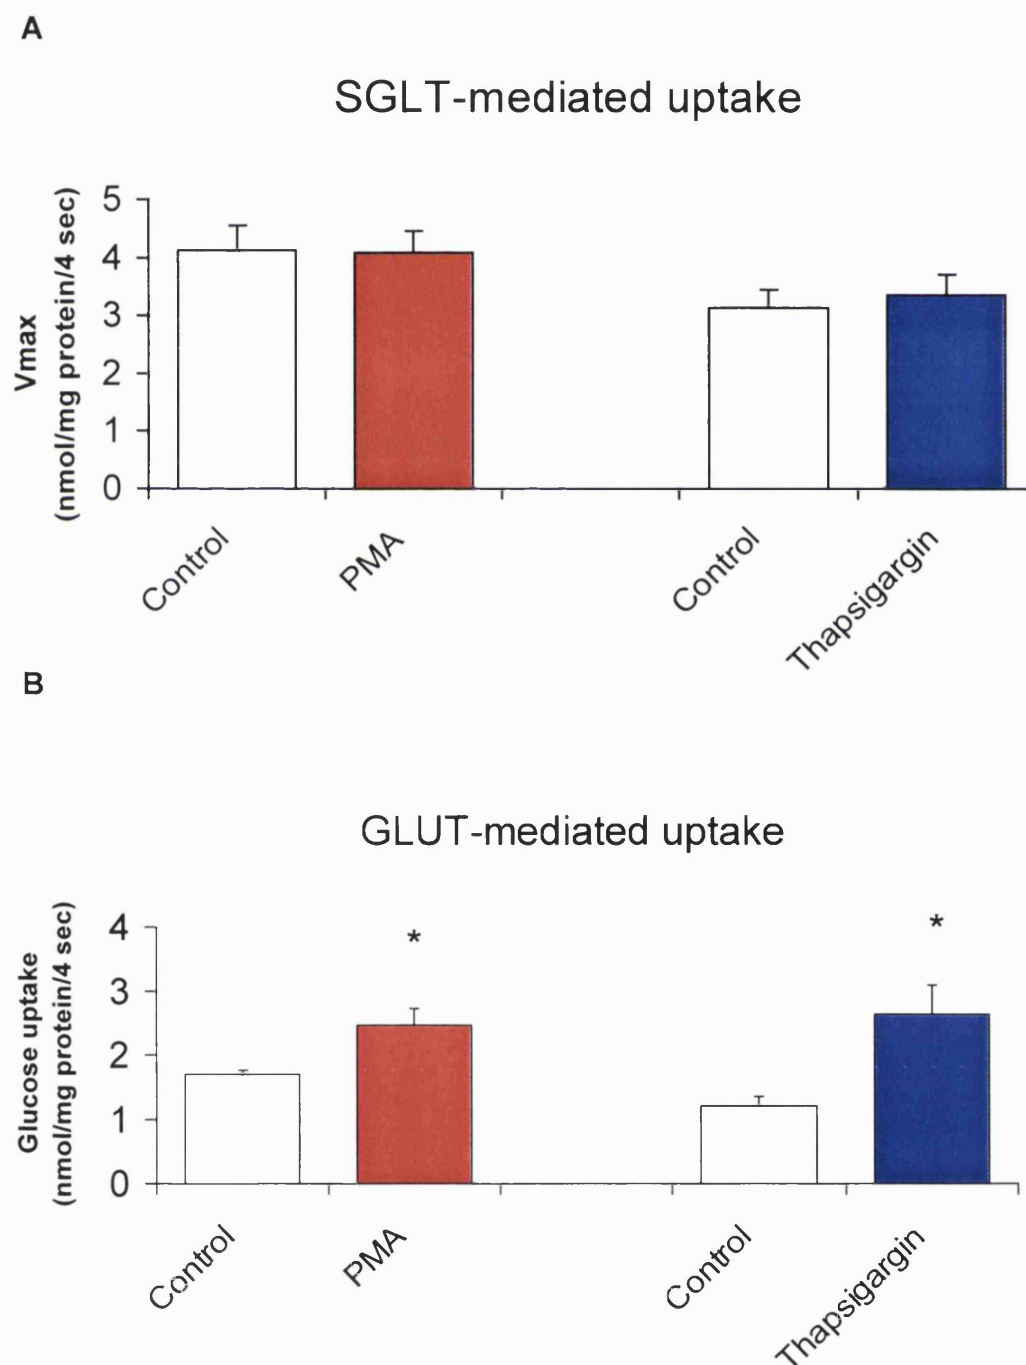 A
SGLT-mediated uptake
Vmax
(nmol/mg protein/4 sec)
5
4
3
2
1
0
Control
PMA
Control
Thapsigargin
B
GLUT-mediated uptake
Glucose uptake
(nmol/mg protein/4 sec)
4
3
2
1
0
*
*
Control
PMA
Control
Thapsigargin